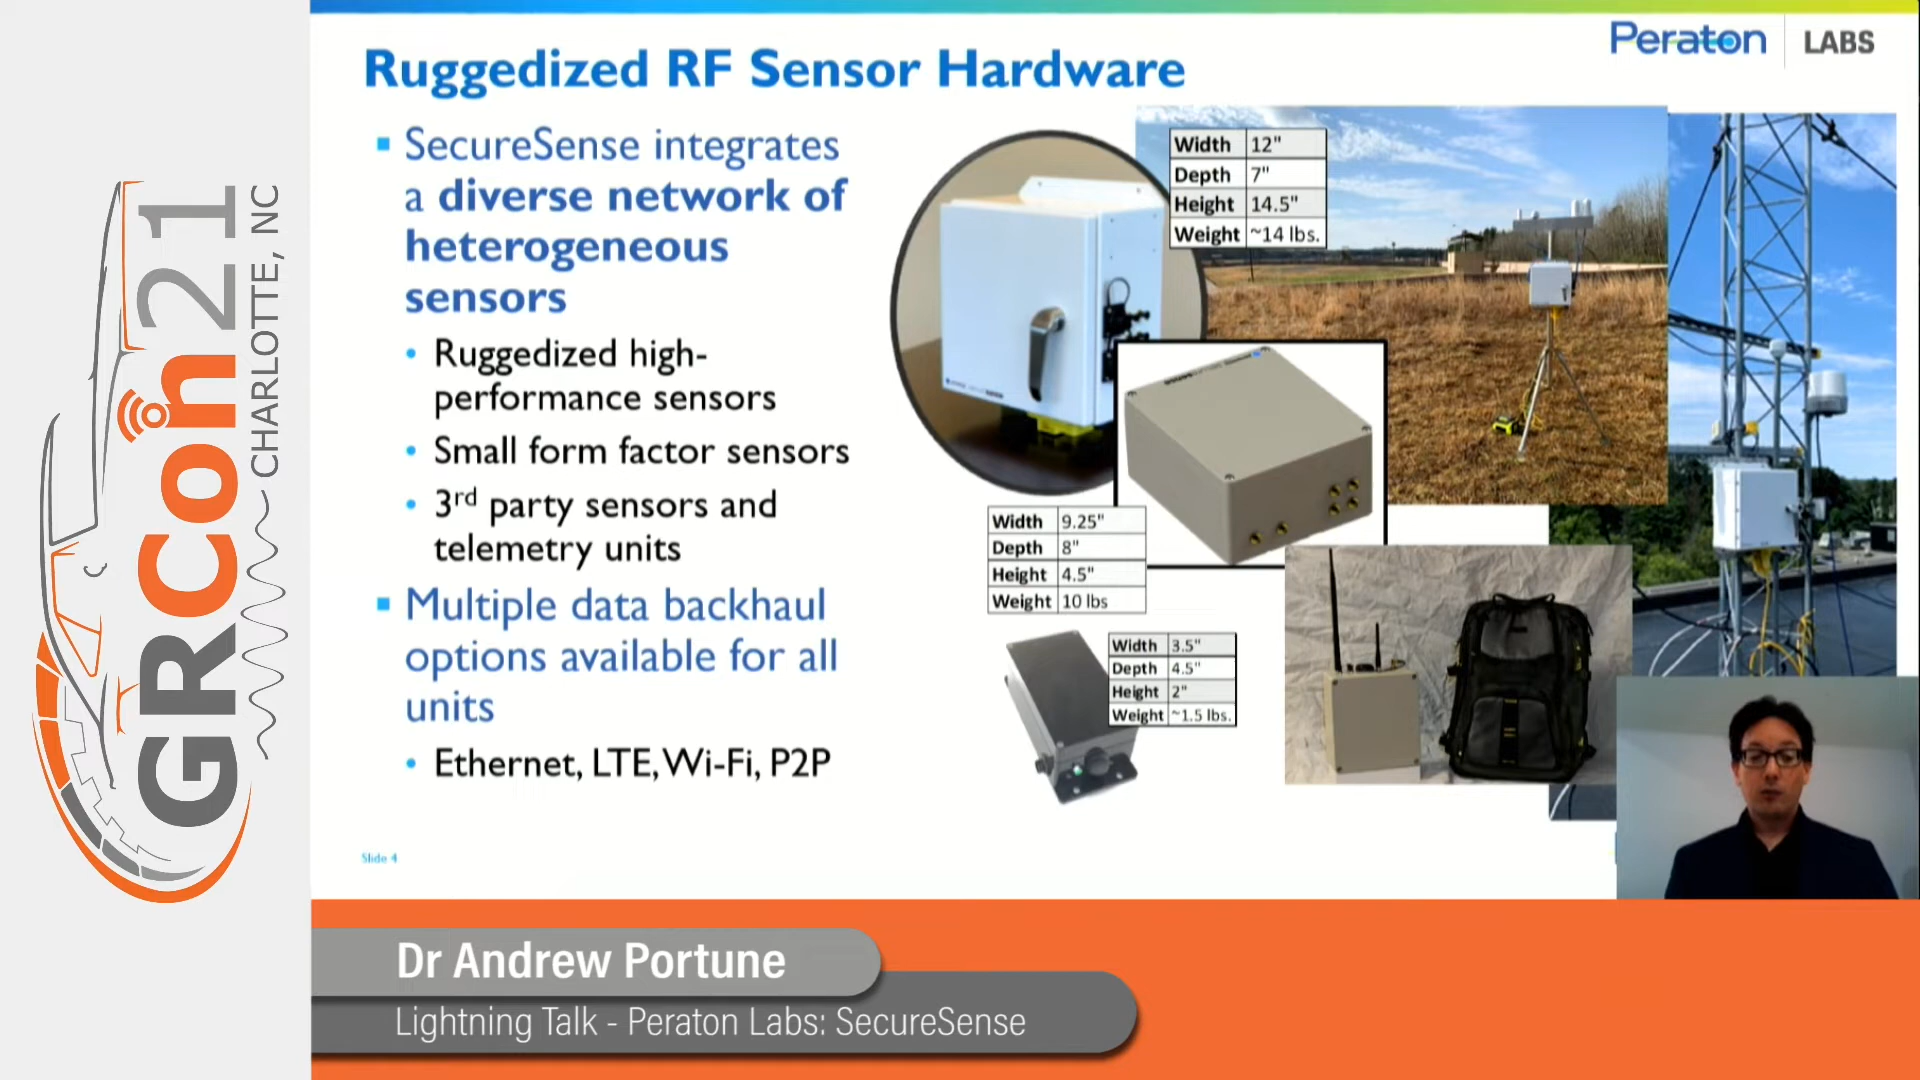 GRCon21
CHARLOTTE, NC
Peraton LABS
Ruggedized RF Sensor Hardware
SecureSense integrates
a diverse network of
heterogeneous
sensors
Ruggedized high-
performance sensors
Small form factor sensors
3rd party sensors and
telemetry units
Multiple data backhaul
options available for all
units
Ethernet, LTE, Wi-Fi, P2P
Width 12"
Depth 7"
Height 14.5"
Weight ~14 lbs.
Width 9.25"
Depth 8"
Height 4.5"
Weight 10 lbs
Width 3.5"
Depth 4.5"
Height 2"
Weight ~1.5 lbs.
Slide 4
Dr Andrew Portune
Lightning Talk - Peraton Labs: SecureSense